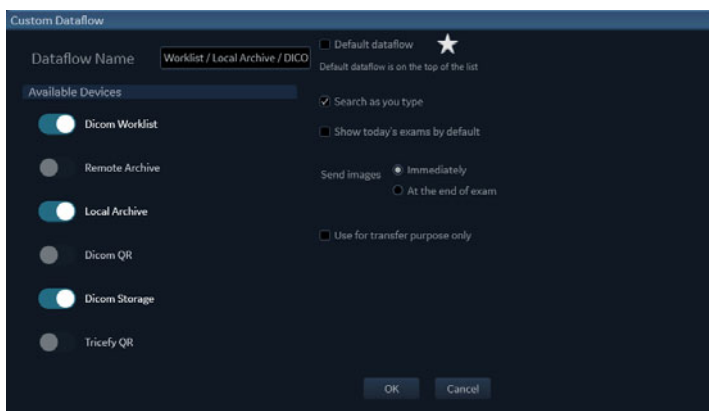 Custom Dataflow
Dataflow Name
Worklist / Local Archive / DICO
Default dataflow
Default dataflow is on the top of the list
Available Devices
Dicom Worklist
Remote Archive
Local Archive
Dicom QR
Dicom Storage
Tricefy QR
Search as you type
Show today's exams by default
Send images
Immediately
At the end of exam
Use for transfer purpose only
OK
Cancel